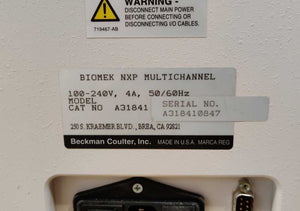 WARNING -
DISCONNECT MAIN POWER
BEFORE CONNECTING OR
DISCONNECTING I/O CABLES.
719467-AB
BIOMEK NXP MULTICHANNEL
100-240V, 4A, 50/60Hz
MODEL
CAT NO A31841
SERIAL NO.
A318410847
250 S. KRAEMER BLVD., BREA, CA 92821
Beckman Coulter, Inc. MADE IN U.S.A. MARCA REG